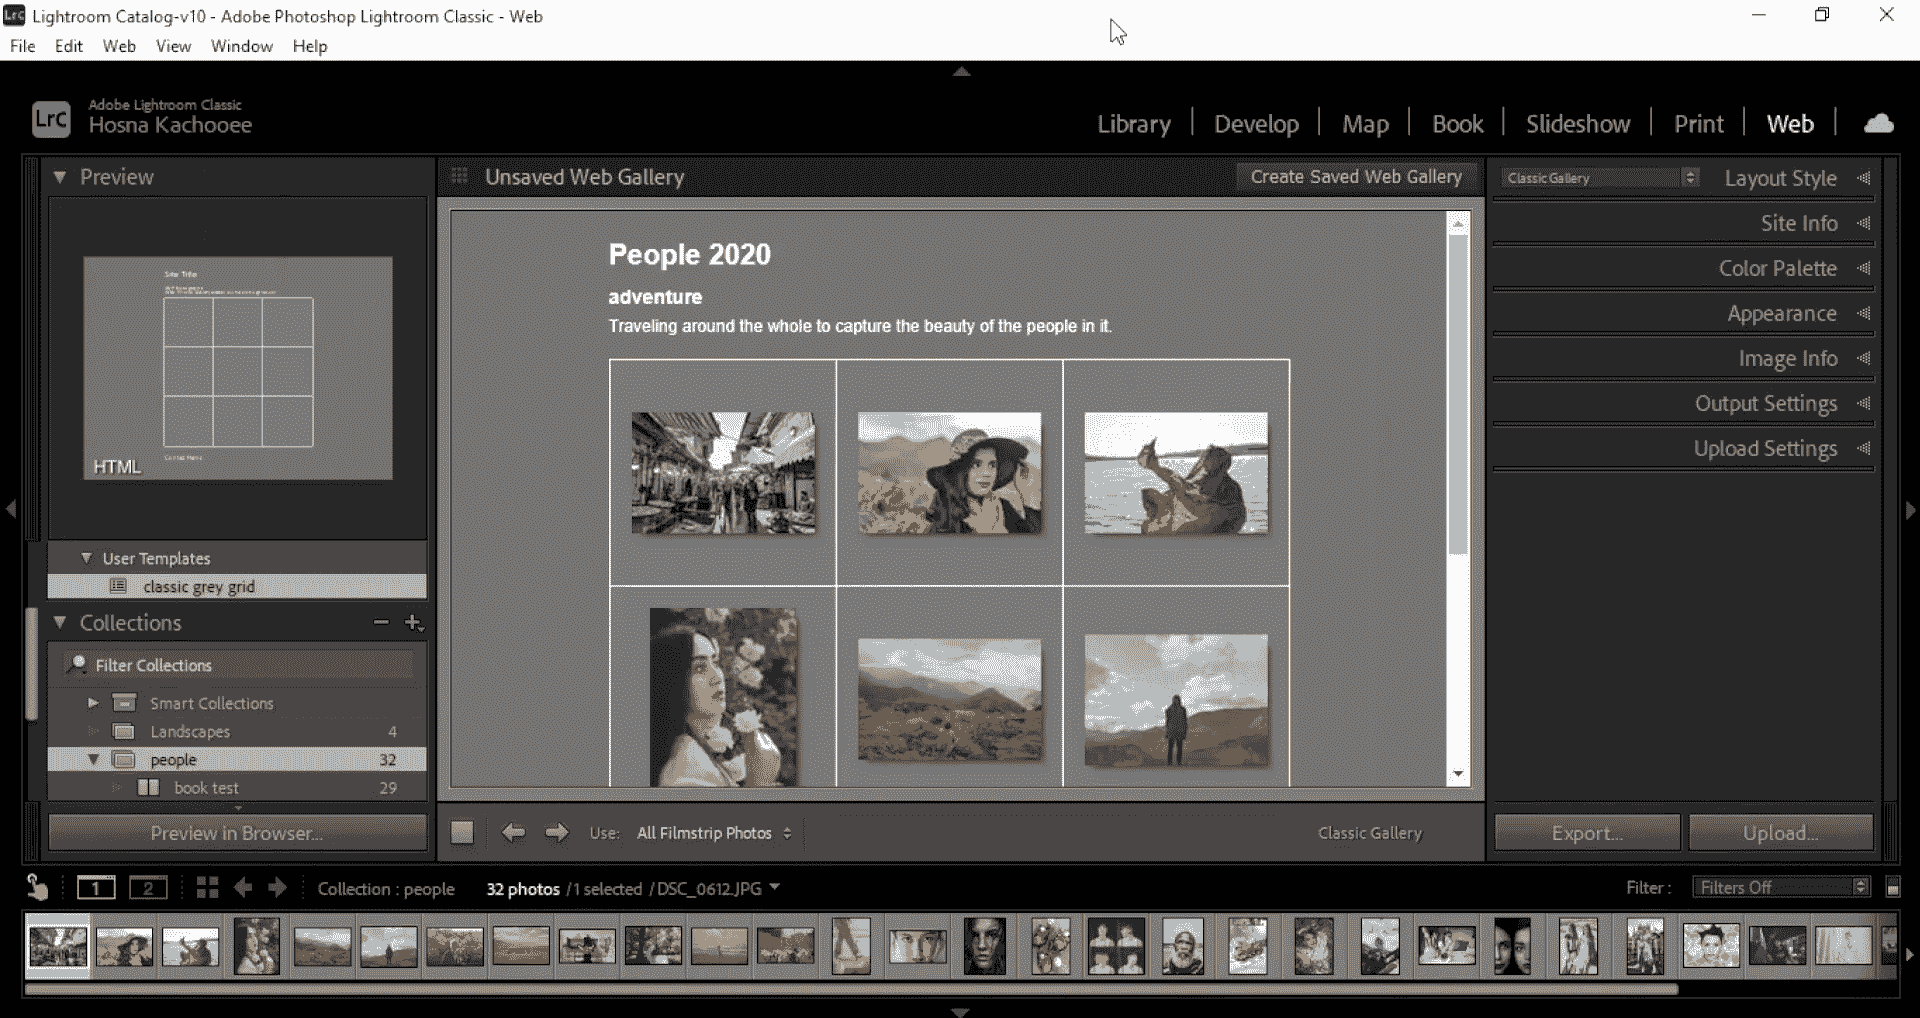 Lrc Lightroom Catalog-v10 - Adobe Photoshop Lightroom Classic - Web
File Edit Web View Window Help
LrC
Adobe Lightroom Classic
Hosna Kachooee
Library Develop Map Book Slideshow Print Web
Preview
Site Title
HTML
User Templates
classic grey grid
Collections
Filter Collections
Smart Collections
Landscapes 4
people 32
book test 29
Preview in Browser...
Unsaved Web Gallery
Create Saved Web Gallery
People 2020
adventure
Traveling around the whole to capture the beauty of the people in it.
Use: All Filmstrip Photos
Classic Gallery
Classic Gallery
Layout Style
Site Info
Color Palette
Appearance
Image Info
Output Settings
Upload Settings
Export... Upload...
1 2 Collection : people 32 photos / 1 selected / DSC_0612.JPG
Filter : Filters Off